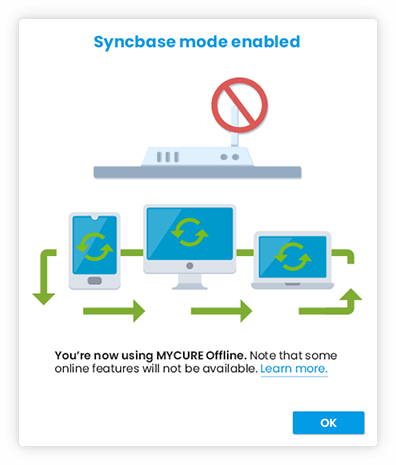 Syncbase mode enabled
You’re now using MYCURE Offline. Note that some
online features will not be available. Learn more.
OK